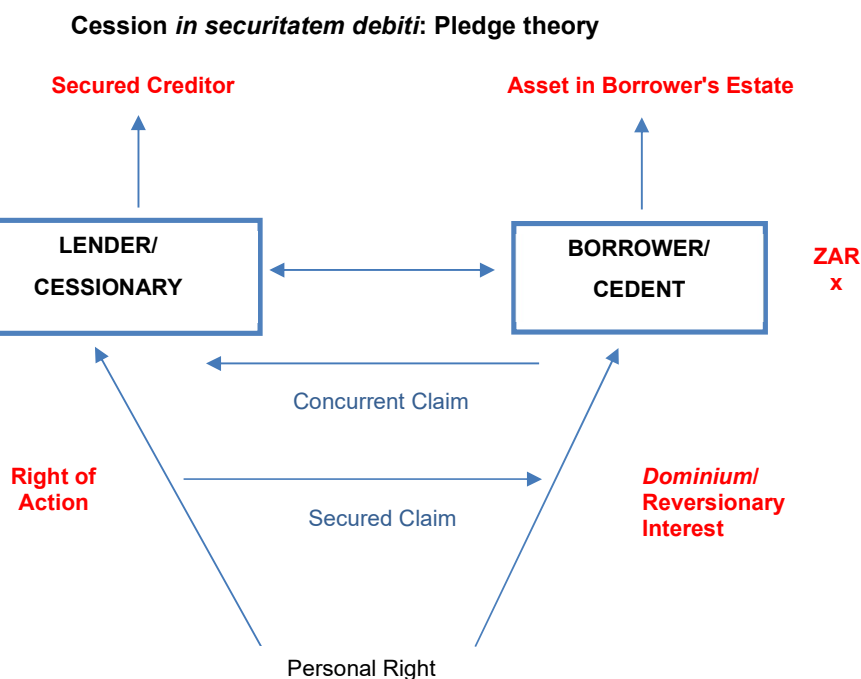 Cession in securitatem debiti: Pledge theory
Secured Creditor
Asset in Borrower's Estate
LENDER/
CESSIONARY
BORROWER/
CEDENT
ZAR
x
Concurrent Claim
Right of
Action
Secured Claim
Dominium/
Reversionary
Interest
Personal Right